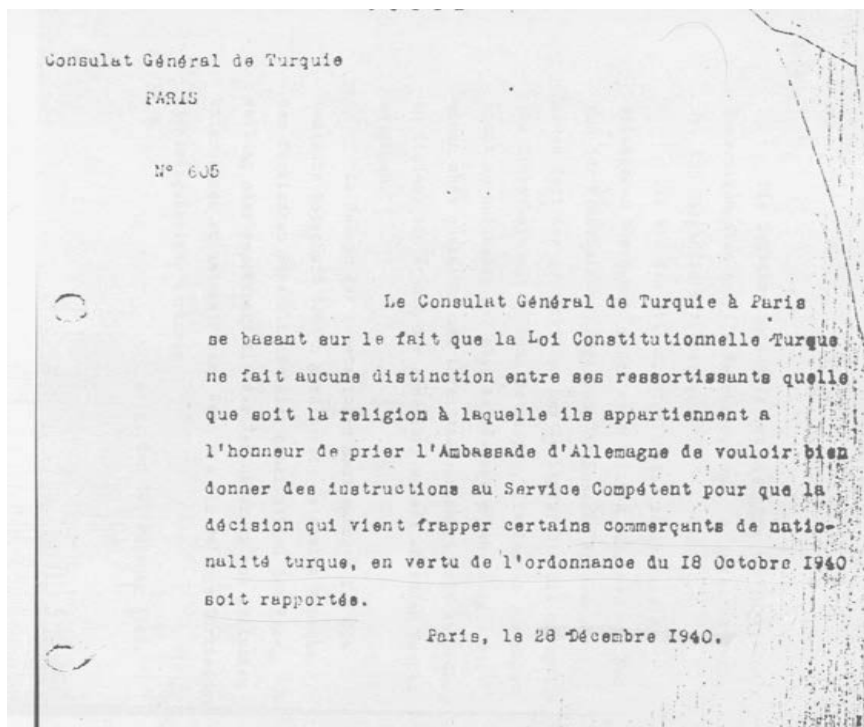 Consulat Général de Turquie
PARIS
N° 605
Le Consulat Général de Turquie à Paris
se basant sur le fait que la Loi Constitutionnelle Turque
ne fait aucune distinction entre ses ressortissants quelle
que soit la religion à laquelle ils appartiennent a
l'honneur de prier l'Ambassade d'Allemagne de vouloir bien
donner des instructions au Service Compétent pour que la
décision qui vient frapper certains commerçants de natio-
nalité turque, en vertu de l'ordonnance du I8 Octobre I940
soit rapportée.
Paris, le 28 Décembre I940.